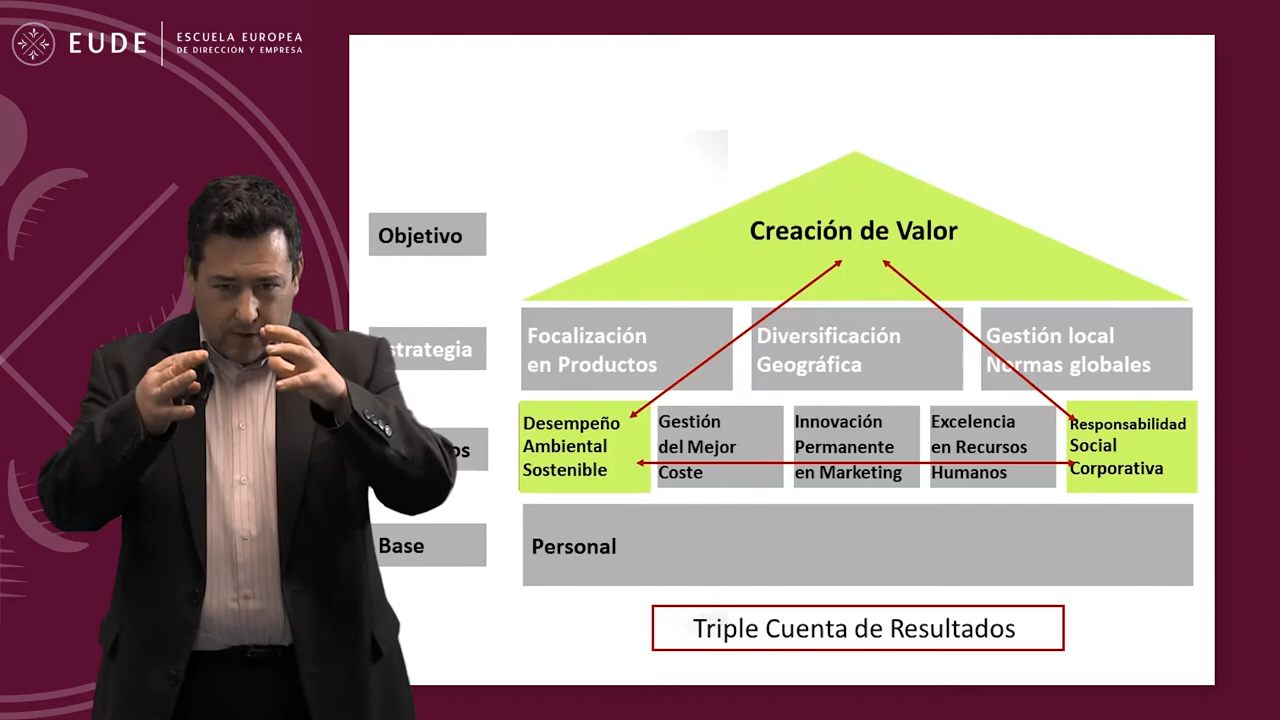 EUDE
ESCUELA EUROPEA
DE DIRECCIÓN Y EMPRESA
Creación de Valor
Objetivo
Focalización
en Productos
Diversificación
Geográfica
Gestión local
Normas globales
strategia
Desempeño
Ambiental
Sostenible
Gestión
del Mejor
Coste
Innovación
Permanente
en Marketing
Excelencia
en Recursos
Humanos
Responsabilidad
Social
Corporativa
os
Base
Personal
Triple Cuenta de Resultados